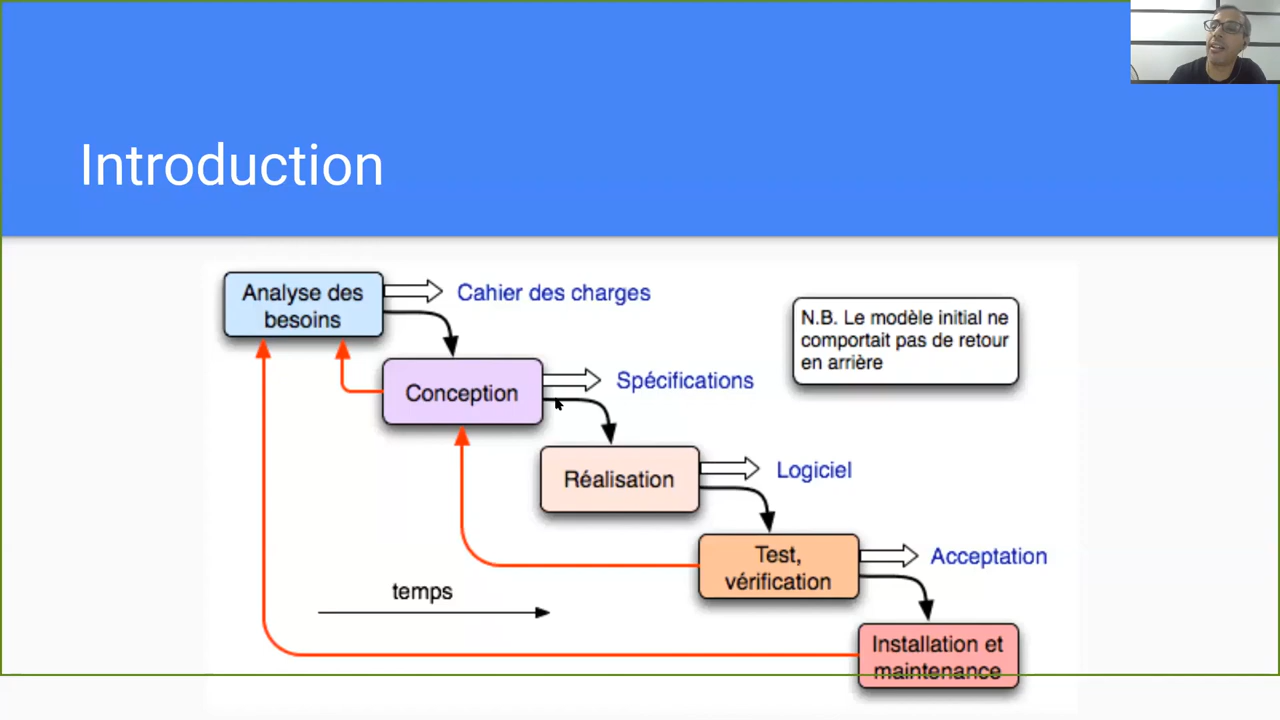 Introduction
Analyse des
besoins
Cahier des charges
N.B. Le modèle initial ne
comportait pas de retour
en arrière
Conception
Spécifications
Réalisation
Logiciel
Test,
vérification
Acceptation
temps
Installation et
maintenance